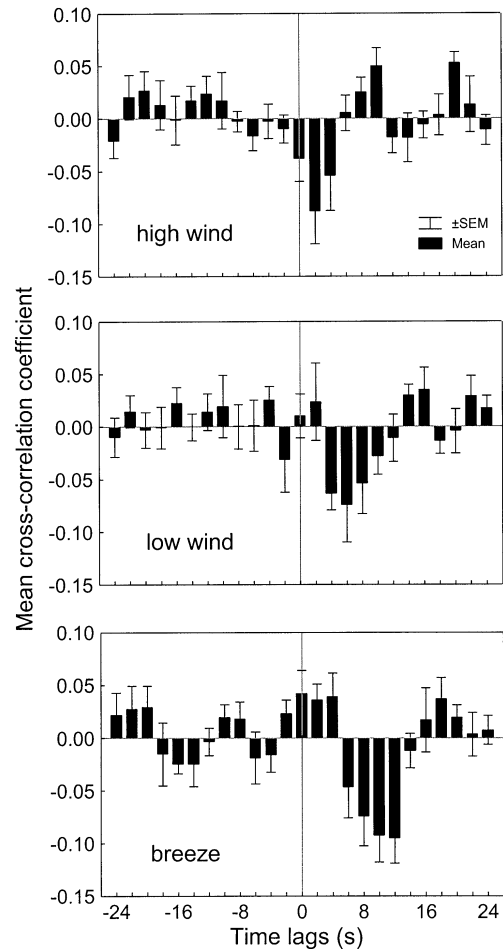 0.10
0.05
0.00
-0.05
-0.10
-0.15
high wind
±SEM
Mean
0.10
0.05
0.00
-0.05
-0.10
-0.15
low wind
0.10
0.05
0.00
-0.05
-0.10
-0.15
breeze
-24 -16 -8 0 8 16 24
Time lags (s)
Mean cross-correlation coefficient